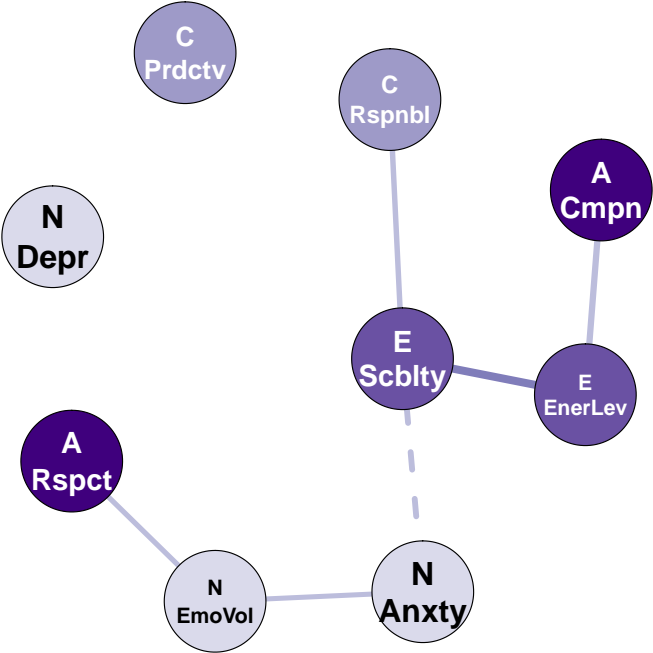 C
Prdctv
C
Rspnbl
A
Cmpn
N
Depr
E
Scblty
E
EnerLev
A
Rspct
N
EmoVol
N
Anxty